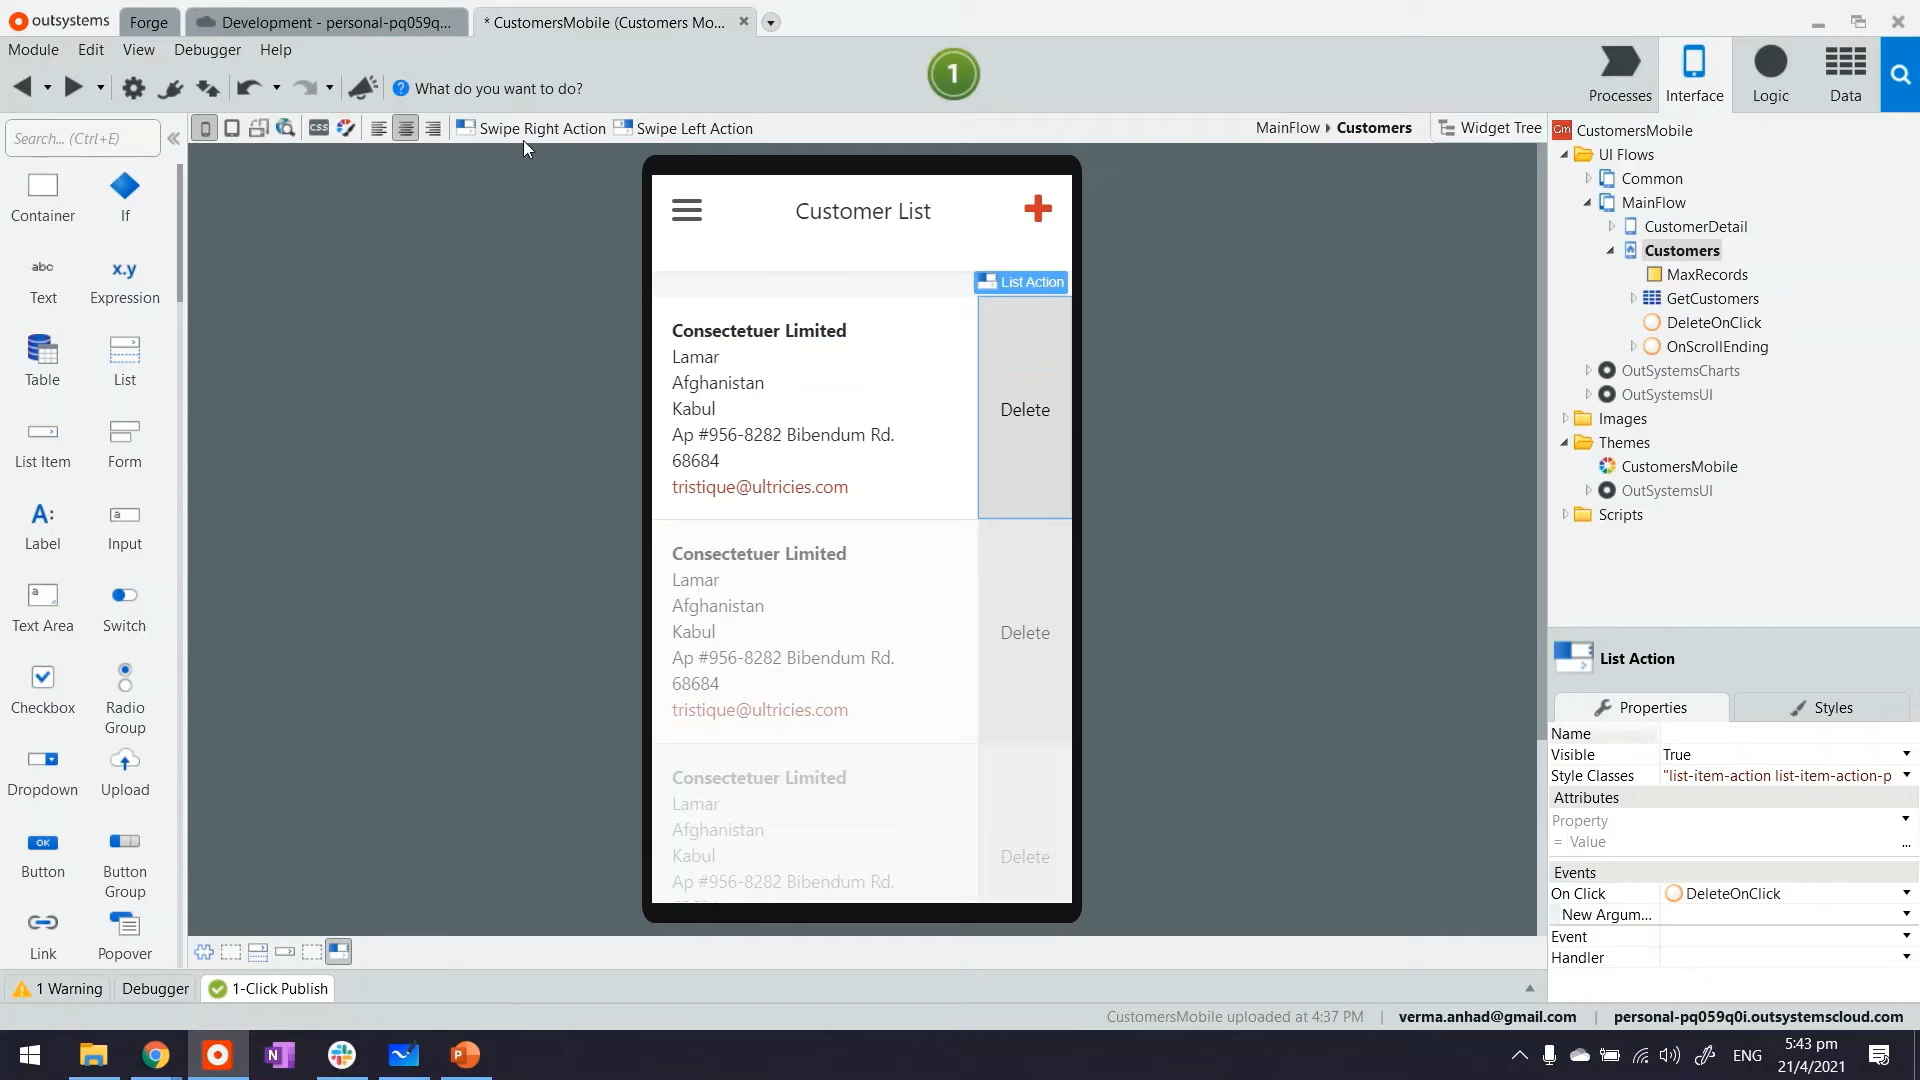 outsystems
Forge
Development - personal-pq059q...
* CustomersMobile (Customers Mo...
Module
Edit
View
Debugger
Help
What do you want to do?
1
Processes
Interface
Logic
Data
Search... (Ctrl+E)
CSS
Swipe Right Action
Swipe Left Action
MainFlow
Customers
Widget Tree
Container
If
abc
Text
x.y
Expression
Table
List
List Item
Form
A:
Label
a
Input
a
Text Area
Switch
Checkbox
Radio
Group
Dropdown
Upload
OK
Button
Button
Group
Link
Popover
Customer List
List Action
Consectetuer Limited
Lamar
Afghanistan
Kabul
Ap #956-8282 Bibendum Rd.
68684
tristique@ultricies.com
Delete
Consectetuer Limited
Lamar
Afghanistan
Kabul
Ap #956-8282 Bibendum Rd.
68684
tristique@ultricies.com
Delete
Consectetuer Limited
Lamar
Afghanistan
Kabul
Ap #956-8282 Bibendum Rd.
Delete
Cm
CustomersMobile
UI Flows
Common
MainFlow
CustomerDetail
Customers
MaxRecords
GetCustomers
DeleteOnClick
OnScrollEnding
OutSystemsCharts
OutSystemsUI
Images
Themes
CustomersMobile
OutSystemsUI
Scripts
List Action
Properties
Styles
Name
Visible
True
Style Classes
"list-item-action list-item-action-p
Attributes
Property
= Value
...
Events
On Click
DeleteOnClick
New Argum...
Event
Handler
1 Warning
Debugger
1-Click Publish
CustomersMobile uploaded at 4:37 PM
verma.anhad@gmail.com
personal-pq059q0i.outsystemscloud.com
ENG
5:43 pm
21/4/2021